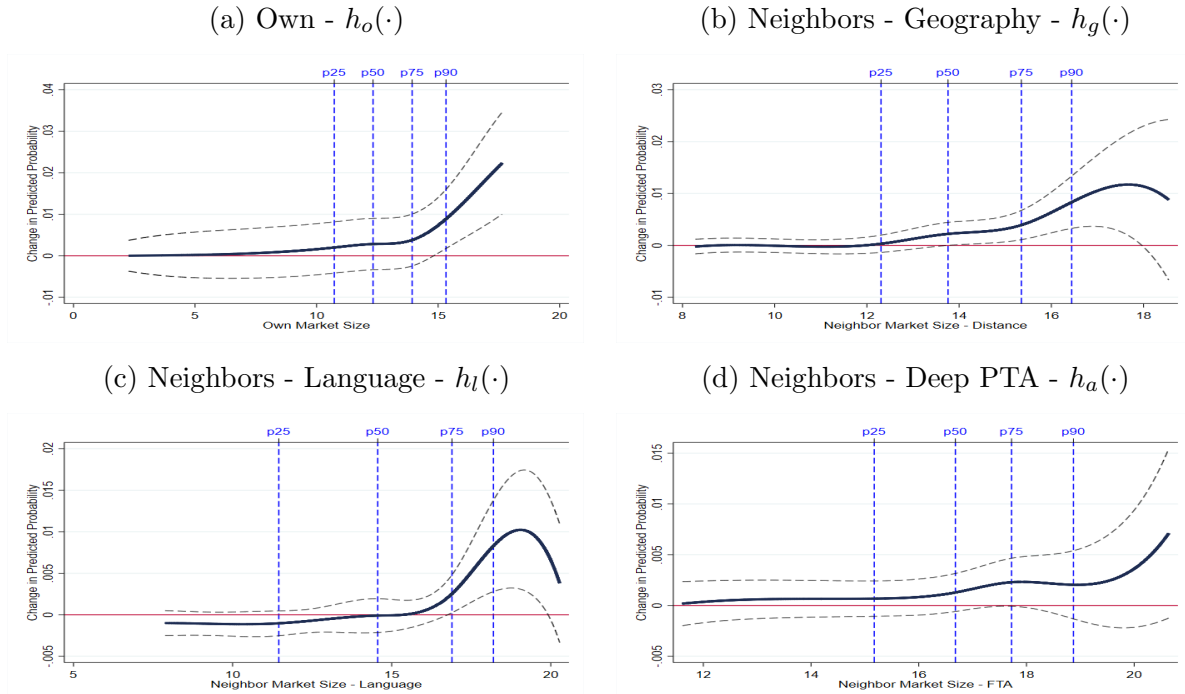 (a) Own - h_o(·)
p25 p50 p75 p90
Change in Predicted Probability
-.01 0 .01 .02 .03 .04
0 5 10 15 20
Own Market Size
(b) Neighbors - Geography - h_g(·)
p25 p50 p75 p90
Change in Predicted Probability
-.01 0 .01 .02 .03
8 10 12 14 16 18
Neighbor Market Size - Distance
(c) Neighbors - Language - h_l(·)
p25 p50 p75 p90
Change in Predicted Probability
-.005 0 .005 .01 .015 .02
5 10 15 20
Neighbor Market Size - Language
(d) Neighbors - Deep PTA - h_a(·)
p25 p50 p75 p90
Change in Predicted Probability
-.005 0 .005 .01 .015
12 14 16 18 20
Neighbor Market Size - FTA